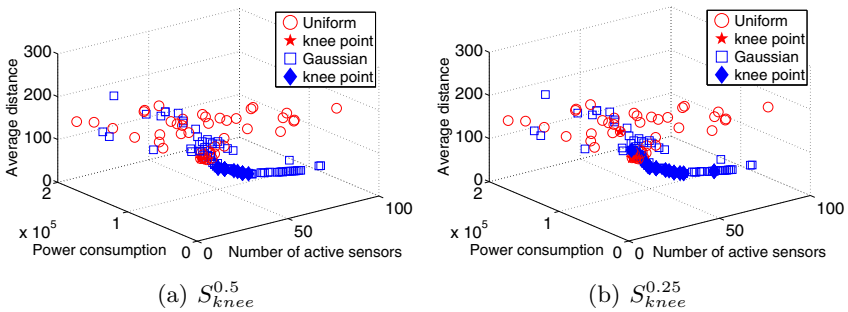 Uniform
knee point
Gaussian
knee point
Average distance
300
200
100
0
2
1
0
x 10^5
Power consumption
0
50
100
Number of active sensors
(a) S_{knee}^{0.5}
Uniform
knee point
Gaussian
knee point
Average distance
300
200
100
0
2
1
0
x 10^5
Power consumption
0
50
100
Number of active sensors
(b) S_{knee}^{0.25}